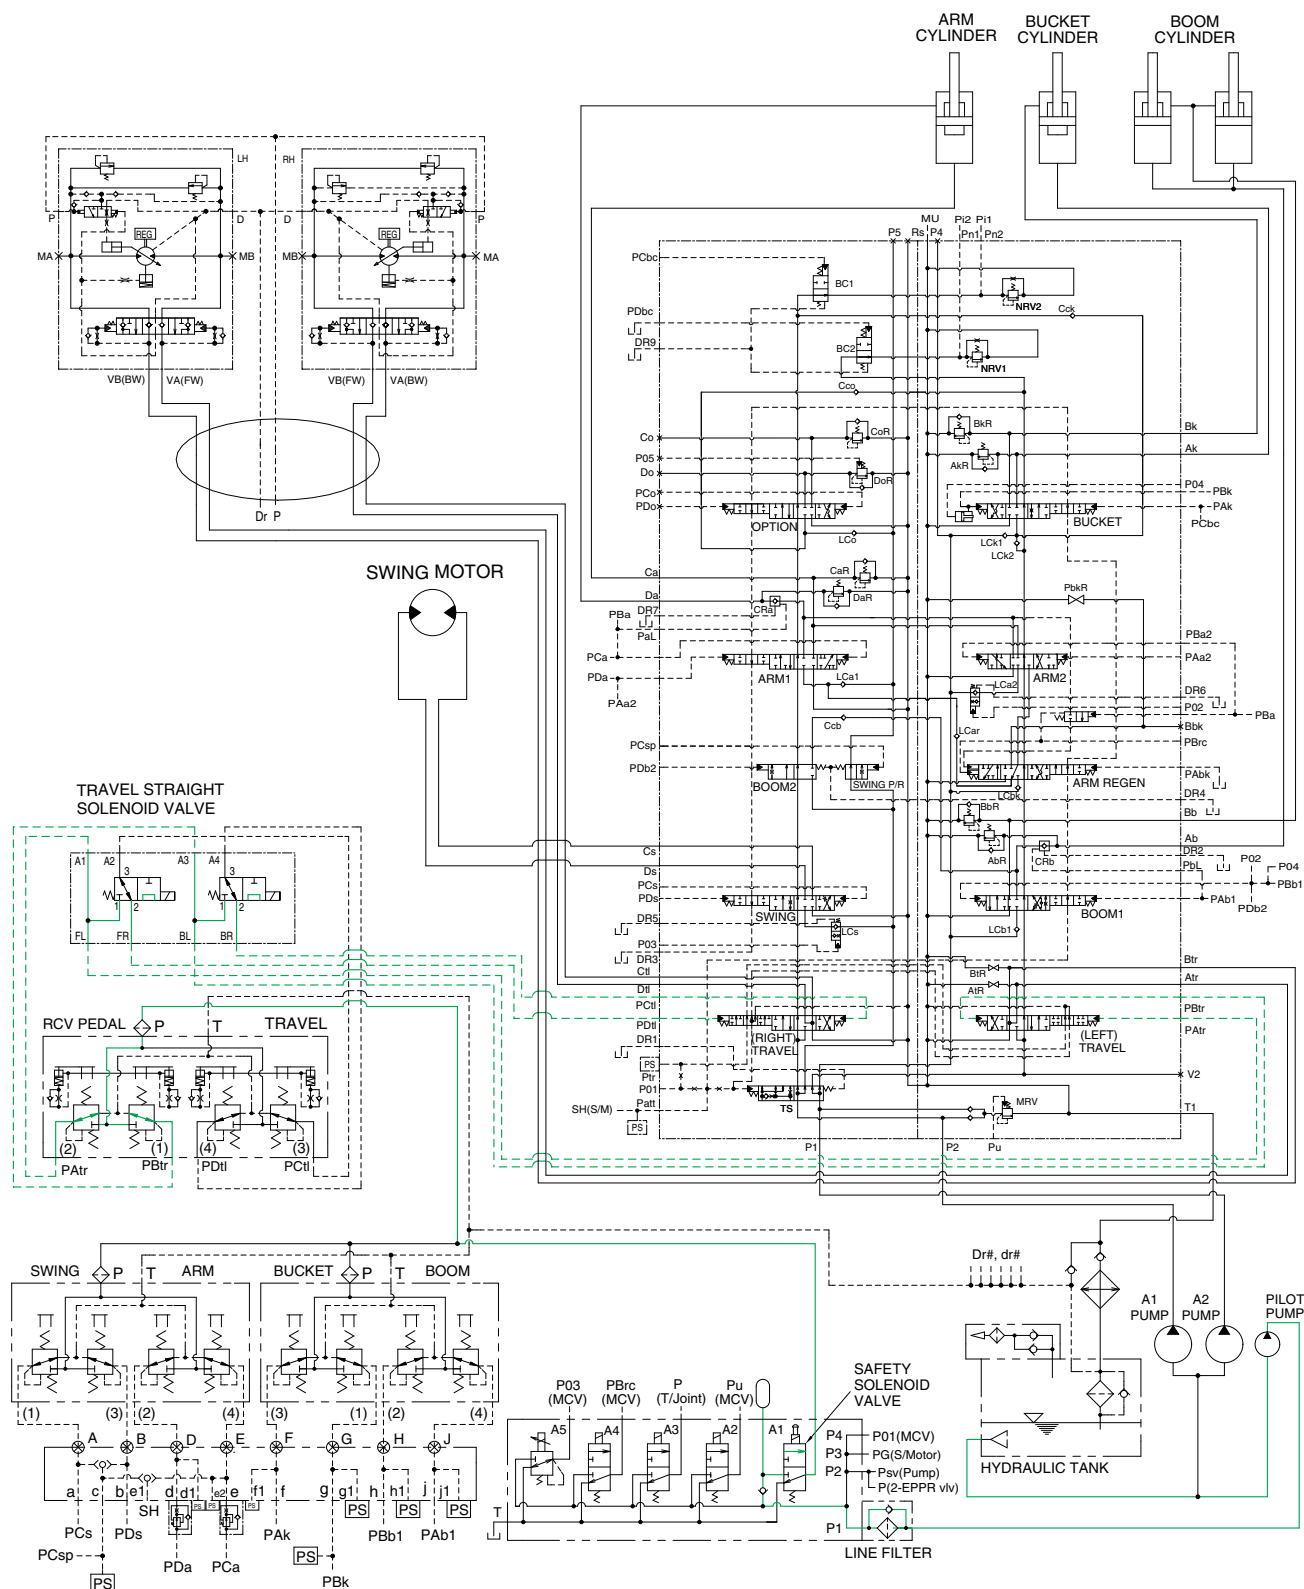 ARM
CYLINDER
BUCKET
CYLINDER
BOOM
CYLINDER
LH
RH
P
D
D
P
REG
REG
MA
MB
MB
MA
VB(BW)
VA(FW)
VB(FW)
VA(BW)
Dr P
MU
P5
Rs
P4
Pi2
Pi1
Pn1
Pn2
PCbc
BC1
NRV2
Cck
PDbc
DR9
BC2
NRV1
Cco
CoR
BkR
Bk
Co
Ak
P05
AkR
Do
DoR
P04
PCo
PBk
PDo
PAk
OPTION
BUCKET
PCbc
LCo
LCk1
LCk2
SWING MOTOR
Ca
CaR
PbkR
Da
DaR
DR7
CRa
PBa
PaL
PBa2
PCa
PAa2
PDa
ARM1
ARM2
LCa1
LCa2
DR6
PAa2
P02
PBa
Ccb
Bbk
LCar
PCsp
PBrc
PDb2
PAbk
BOOM2
SWING P/R
ARM REGEN
LCbk
DR4
BbR
Bb
TRAVEL STRAIGHT
SOLENOID VALVE
AbR
Ab
Cs
CRb
DR2
A1
A2
A3
A4
3
3
Ds
PbL
P02
P04
PCs
PBb1
1
2
1
2
PDs
PAb1
SWING
BOOM1
PDb2
DR5
LCs
LCb1
FL
FR
BL
BR
P03
DR3
Btr
Ctl
BtR
Atr
Dtl
AtR
PCtl
PBtr
RCV PEDAL
P
T
TRAVEL
PDtl
PAtr
DR1
(RIGHT)
TRAVEL
(LEFT)
TRAVEL
PS
Ptr
V2
P01
MRV
SH(S/M)
Patt
TS
T1
PS
(2)
(1)
(4)
(3)
PAtr
PBtr
PDtl
PCtl
P1
P2
Pu
SWING
P
T
ARM
BUCKET
P
T
BOOM
Dr#, dr#
A1
PUMP
A2
PUMP
PILOT
PUMP
SAFETY
SOLENOID
VALVE
P03
(MCV)
PBrc
(MCV)
P
(T/Joint)
Pu
(MCV)
(1)
(3)
(2)
(4)
(3)
(1)
(2)
(4)
A5
A4
A3
A2
A1
A
B
D
E
F
G
H
J
P4
P01(MCV)
P3
PG(S/Motor)
P2
Psv(Pump)
P(2-EPPR vlv)
HYDRAULIC TANK
a
c
b
e1
d
d1
e2
e
f1
f
g
g1
h
h1
j
j1
PS
PS
PS
PS
PS
PS
SH
T
P1
PCs
PDs
PAk
PBb1
PAb1
LINE FILTER
PCsp
PDa
PCa
PS
PBk
PS